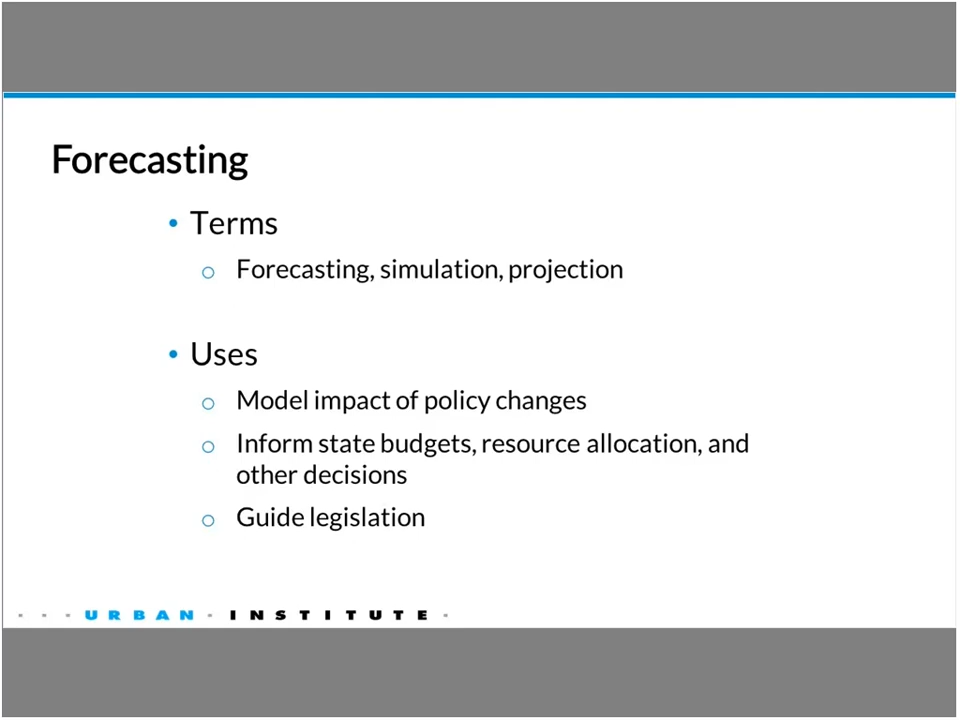 Forecasting
• Terms
o Forecasting, simulation, projection
• Uses
o Model impact of policy changes
o Inform state budgets, resource allocation, and
other decisions
o Guide legislation
URBAN INSTITUTE